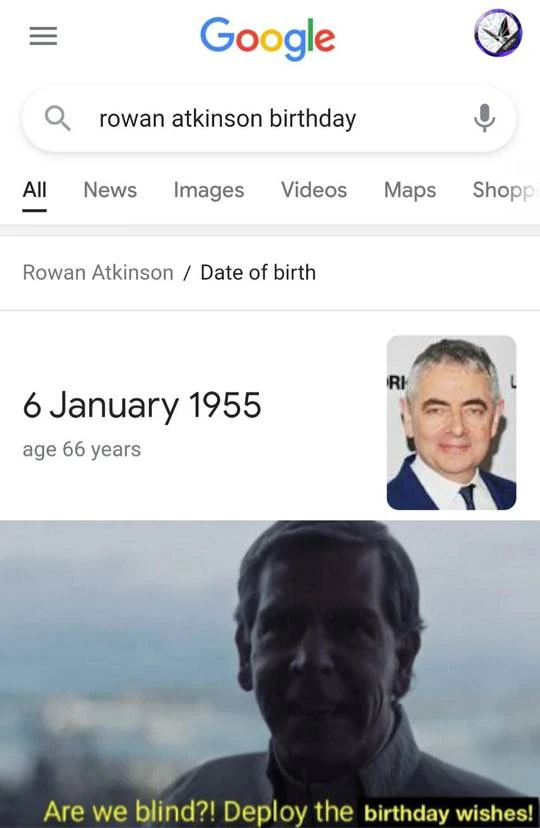 Google
rowan atkinson birthday
All News Images Videos Maps Shopp
Rowan Atkinson / Date of birth
RK
6 January 1955
age 66 years
Are we blind?! Deploy the birthday wishes!